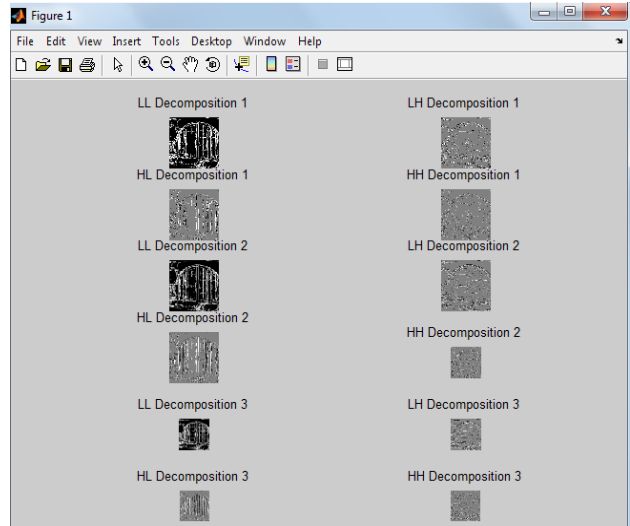 Figure 1
File Edit View Insert Tools Desktop Window Help
LL Decomposition 1 LH Decomposition 1
HL Decomposition 1 HH Decomposition 1
LL Decomposition 2 LH Decomposition 2
HL Decomposition 2 HH Decomposition 2
LL Decomposition 3 LH Decomposition 3
HL Decomposition 3 HH Decomposition 3